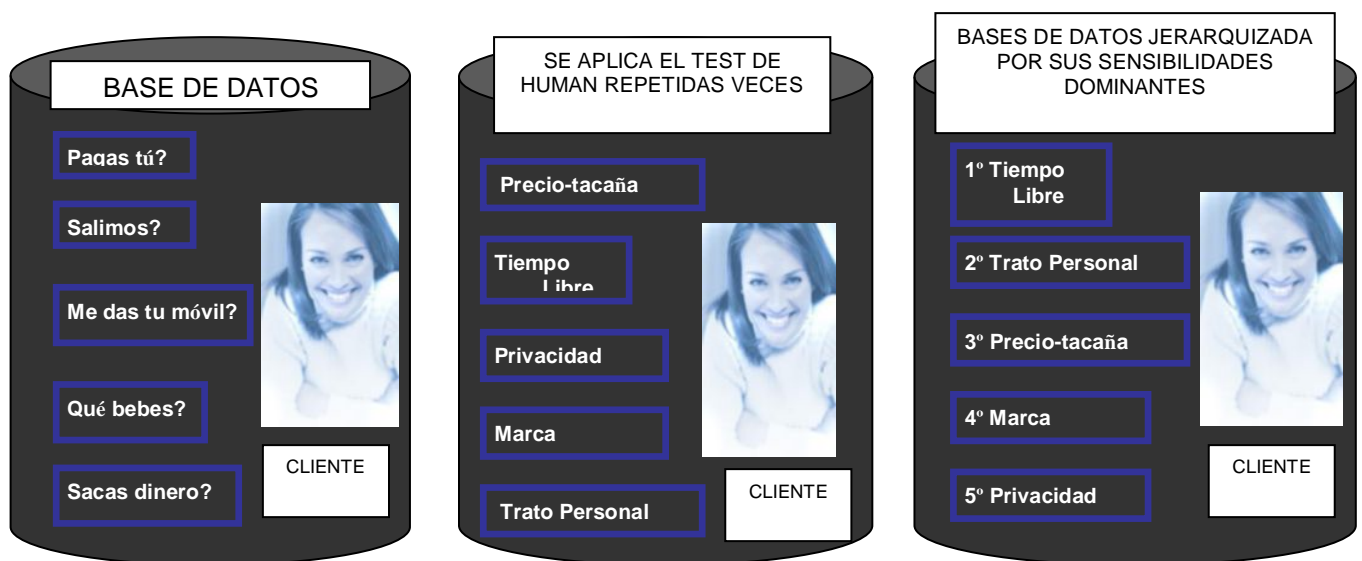 BASE DE DATOS
Pagas tú?
Salimos?
Me das tu móvil?
Qué bebes?
Sacas dinero?
CLIENTE
SE APLICA EL TEST DE
HUMAN REPETIDAS VECES
Precio-tacaña
Tiempo
Libre
Privacidad
Marca
Trato Personal
CLIENTE
BASES DE DATOS JERARQUIZADA
POR SUS SENSIBILIDADES
DOMINANTES
1º Tiempo
Libre
2º Trato Personal
3º Precio-tacaña
4º Marca
5º Privacidad
CLIENTE